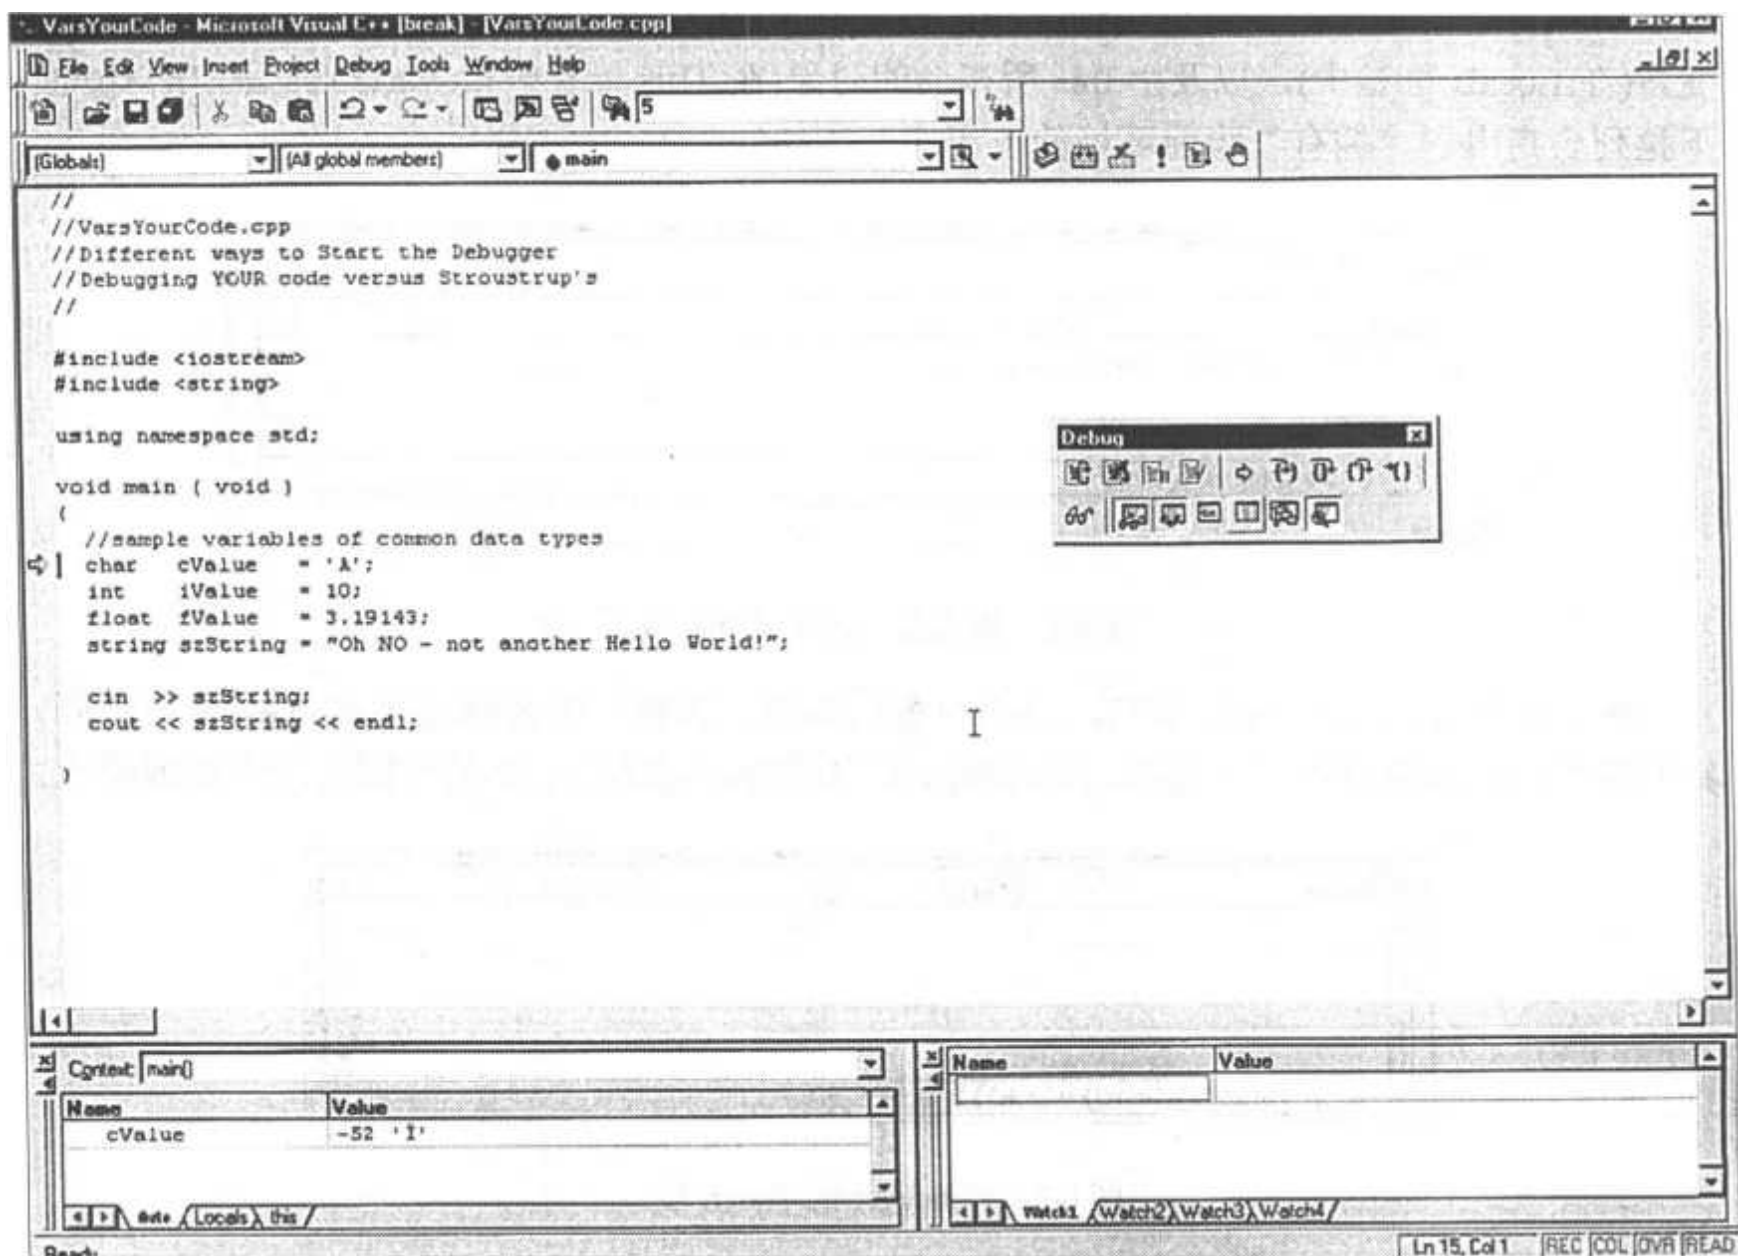 VarsYourCode - Microsoft Visual C++ [break] - [VarsYourCode.cpp]
File Edit View Insert Project Debug Tools Window Help
5
(Globals) (All global members) main
//
//VarsYourCode.cpp
//Different ways to Start the Debugger
//Debugging YOUR code versus Stroustrup's
//
#include <iostream>
#include <string>
using namespace std;
void main ( void )
{
//sample variables of common data types
char cValue = 'A';
int iValue = 10;
float fValue = 3.19143;
string szString = "Oh NO - not another Hello World!";
cin >> szString;
cout << szString << endl;
}
Debug
Context: main()
Name Value
cValue -52 'Ì'
Auto Locals this
Name Value
Watch1 Watch2 Watch3 Watch4
Ready
Ln 15, Col 1 REC COL OVR READ